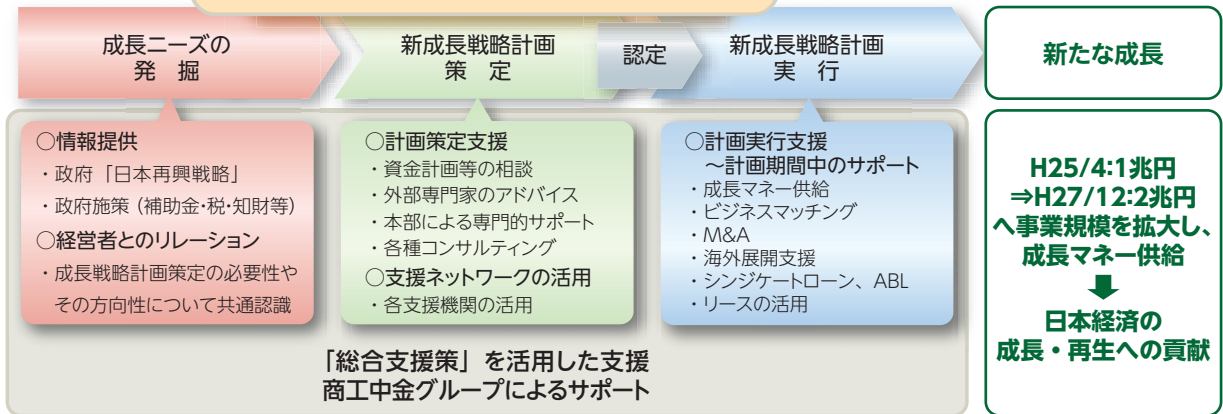 成長ニーズの
発 掘
新成長戦略計画
策 定
認定
新成長戦略計画
実 行
新たな成長
○情報提供
・政府「日本再興戦略」
・政府施策（補助金・税・知財等）
○経営者とのリレーション
・成長戦略計画策定の必要性や
その方向性について共通認識
○計画策定支援
・資金計画等の相談
・外部専門家のアドバイス
・本部による専門的サポート
・各種コンサルティング
○支援ネットワークの活用
・各支援機関の活用
○計画実行支援
～計画期間中のサポート
・成長マネー供給
・ビジネスマッチング
・M&A
・海外展開支援
・シンジケートローン、ABL
・リースの活用
「総合支援策」を活用した支援
商工中金グループによるサポート
H25/4:1兆円
⇒H27/12:2兆円
へ事業規模を拡大し、
成長マネー供給
日本経済の
成長・再生への貢献